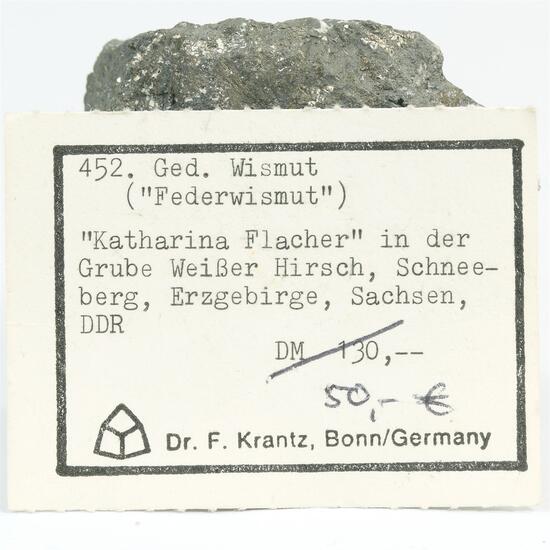 452. Ged. Wismut
("Federwismut")
"Katharina Flacher" in der
Grube Weißer Hirsch, Schnee-
berg, Erzgebirge, Sachsen,
DDR
DM 130,--
50,- €
Dr. F. Krantz, Bonn/Germany